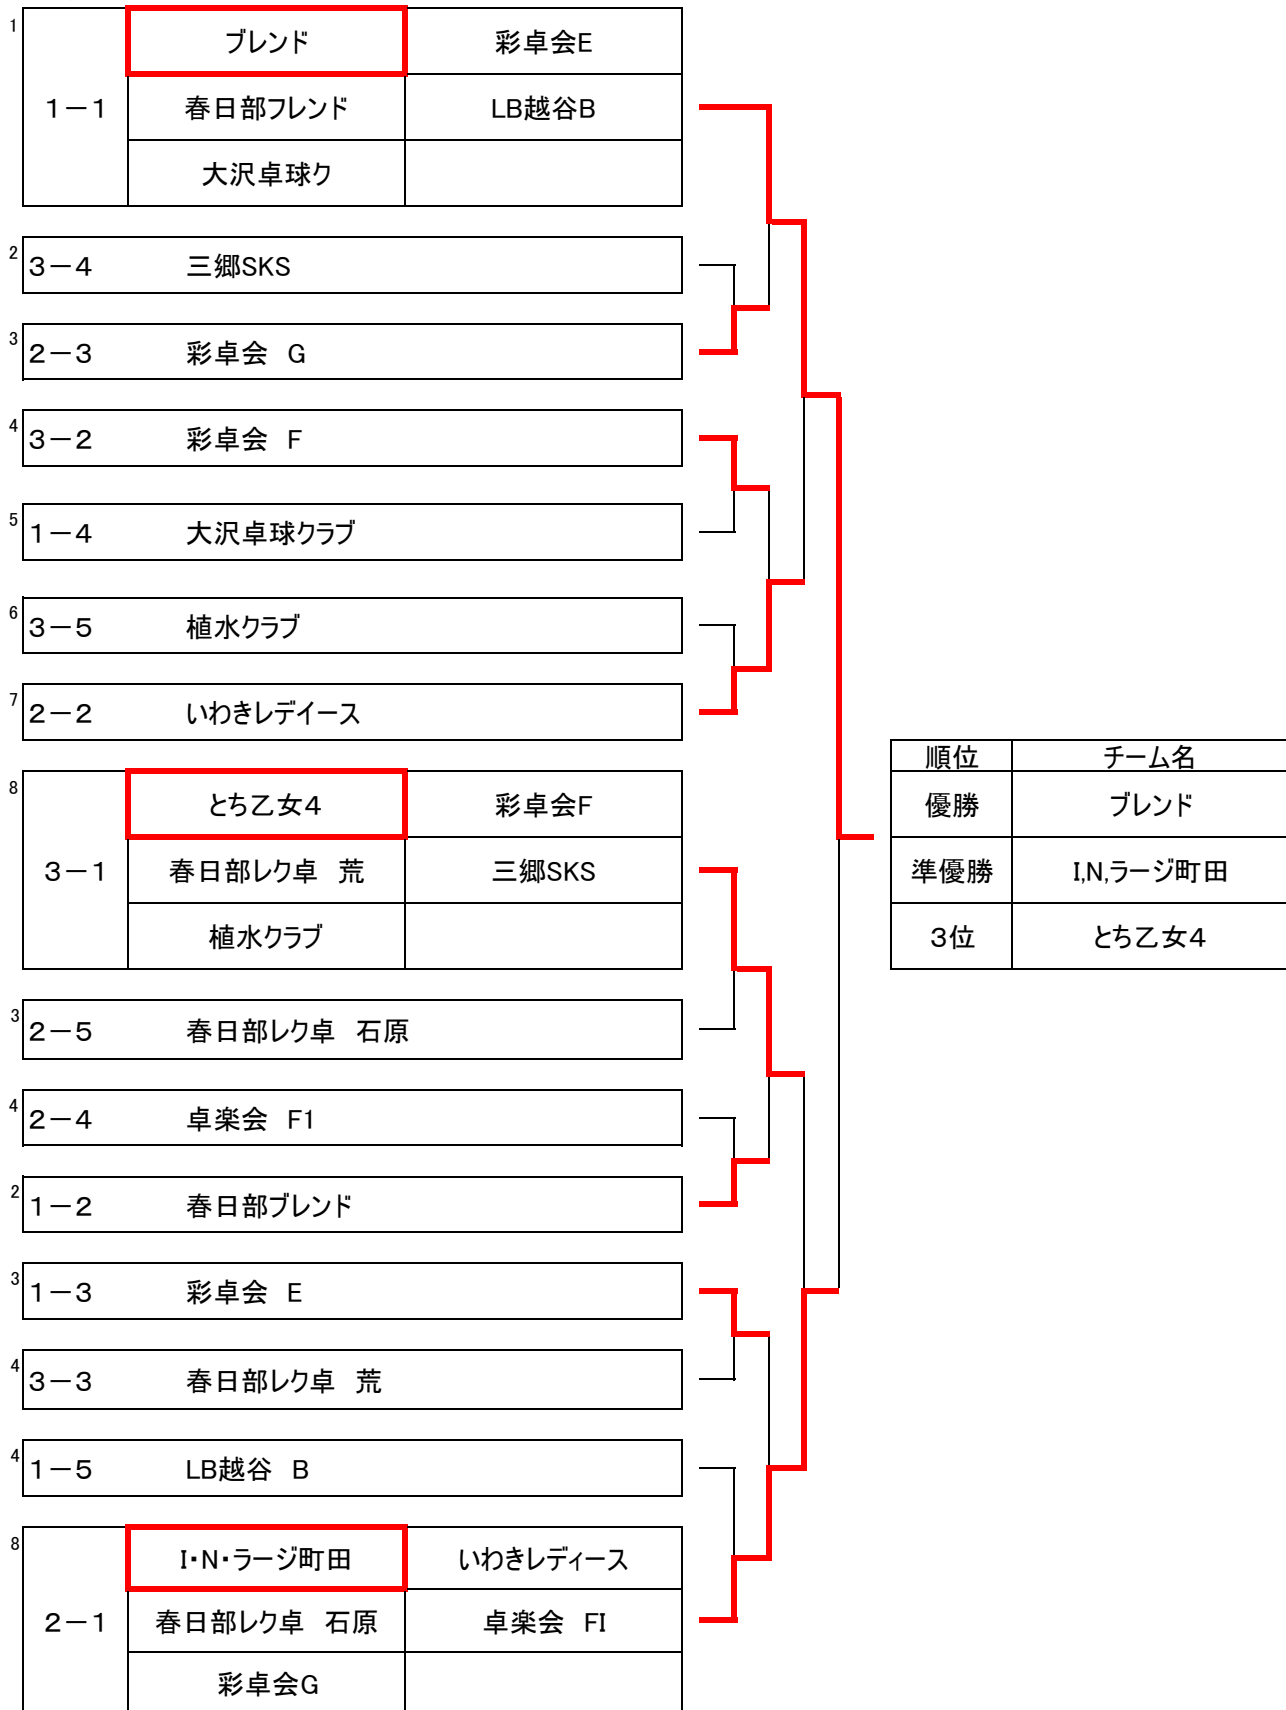 1
ブレンド 彩卓会E
1－1 春日部フレンド LB越谷B
大沢卓球ク
2
3－4 三郷SKS
3
2－3 彩卓会 G
4
3－2 彩卓会 F
5
1－4 大沢卓球クラブ
6
3－5 植水クラブ
7
2－2 いわきレデイース
順位 チーム名
8
とち乙女4 彩卓会F
優勝 ブレンド
3－1 春日部レク卓 荒 三郷SKS
準優勝 I,N,ラージ町田
植水クラブ
3位 とち乙女4
3
2－5 春日部レク卓 石原
4
2－4 卓楽会 F1
2
1－2 春日部ブレンド
3
1－3 彩卓会 E
4
3－3 春日部レク卓 荒
4
1－5 LB越谷 B
8
I・N・ラージ町田 いわきレディース
2－1 春日部レク卓 石原 卓楽会 FI
彩卓会G